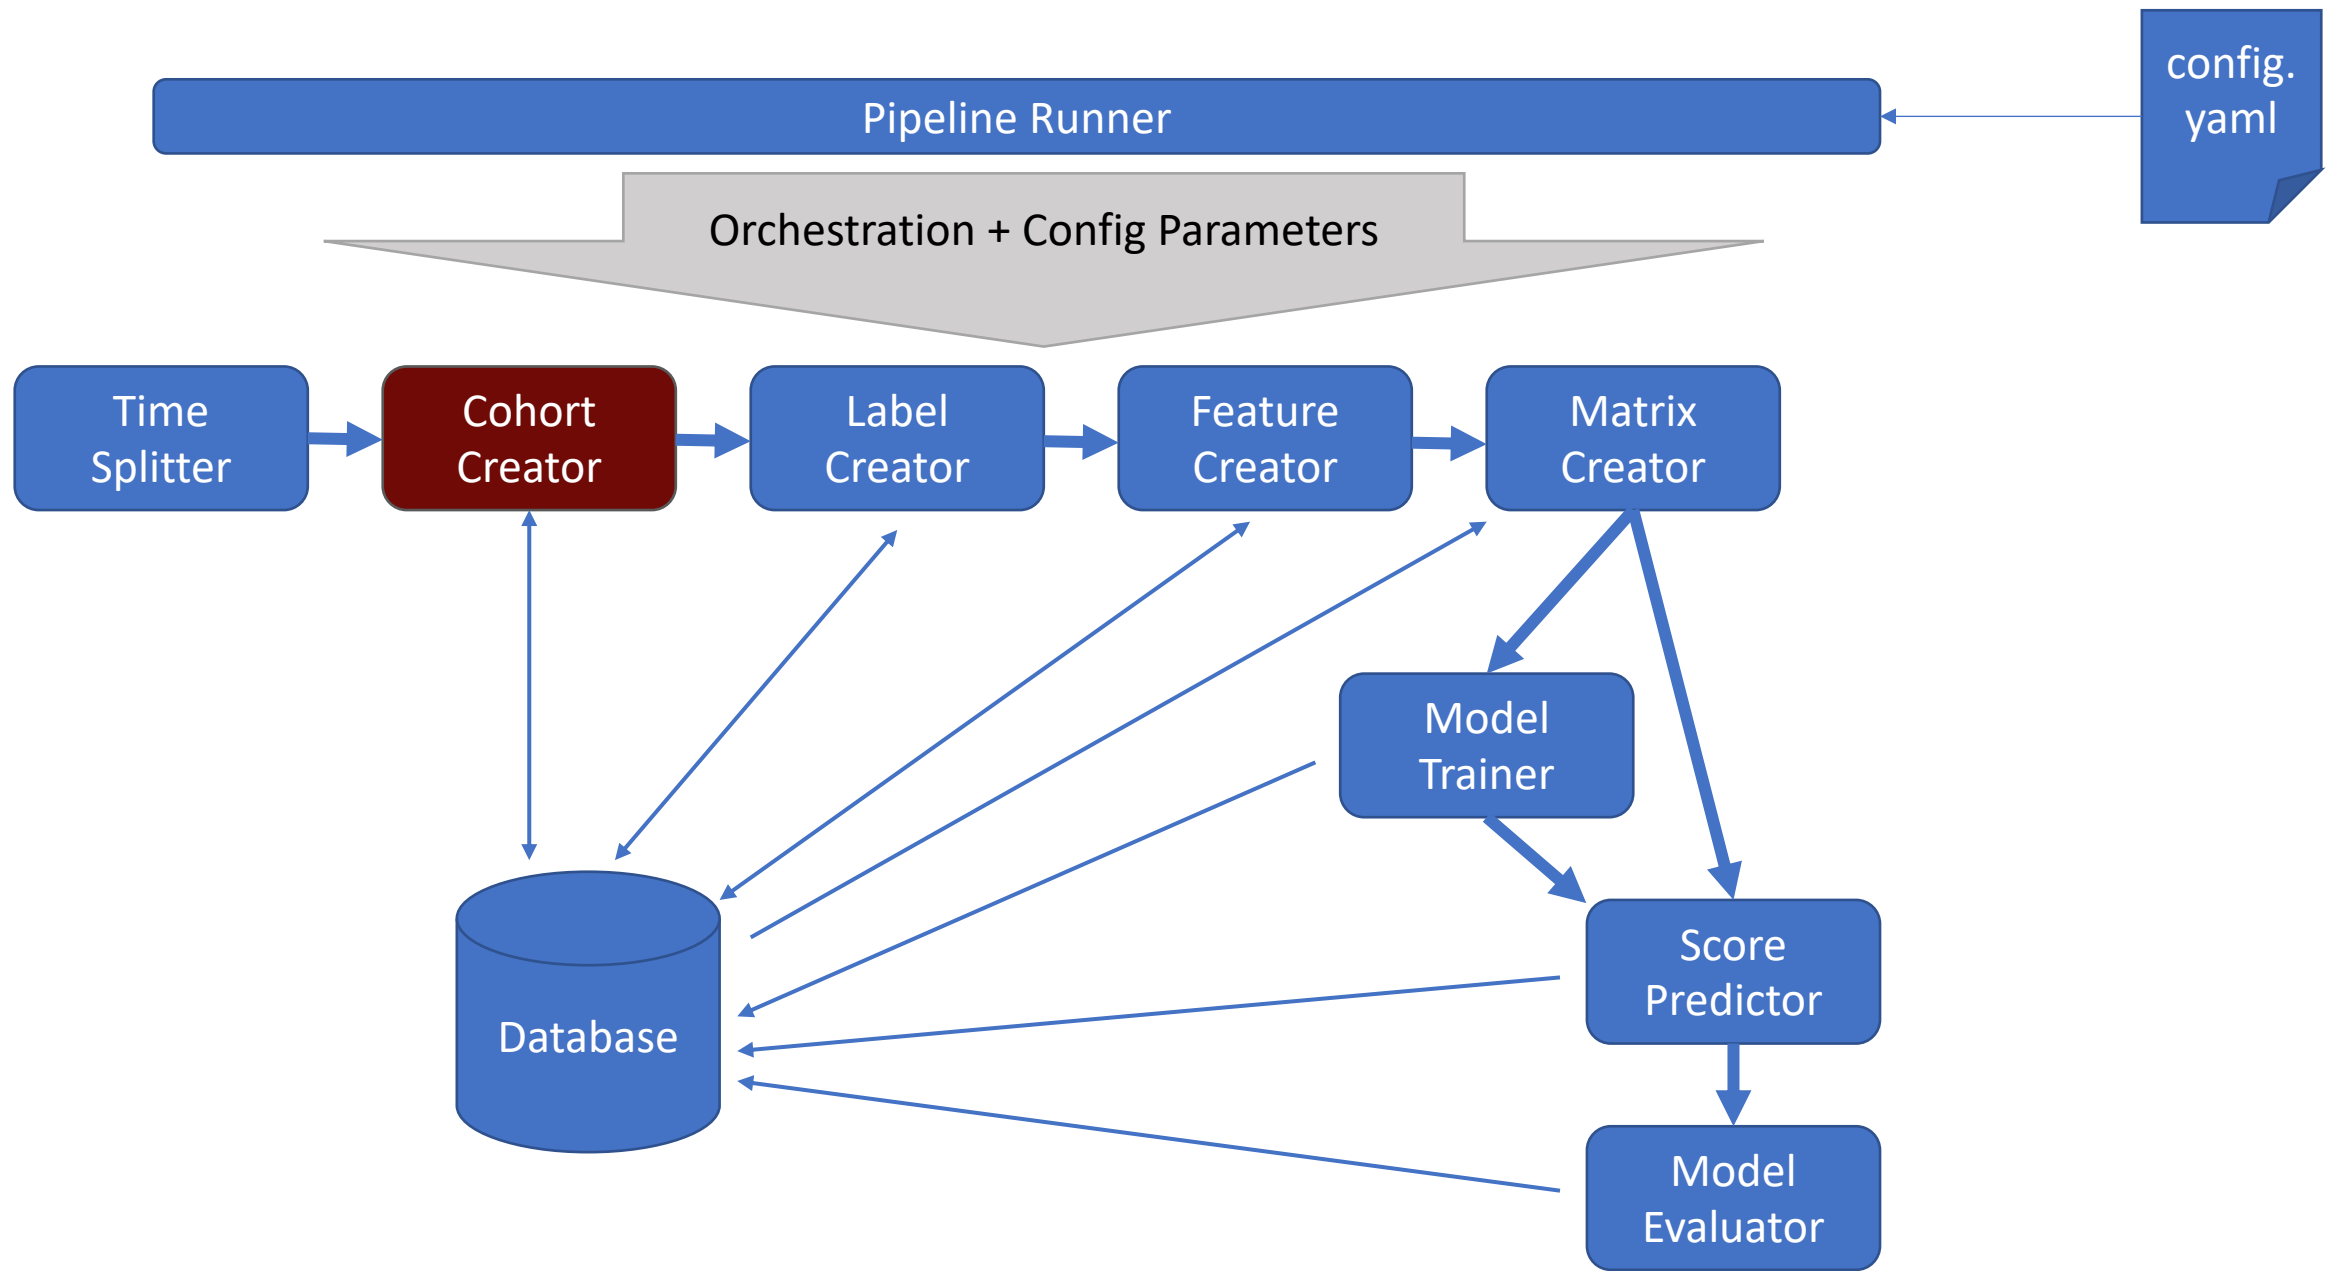 config.
yaml
Pipeline Runner
Orchestration + Config Parameters
Time
Splitter
Cohort
Creator
Label
Creator
Feature
Creator
Matrix
Creator
Model
Trainer
Score
Predictor
Database
Model
Evaluator